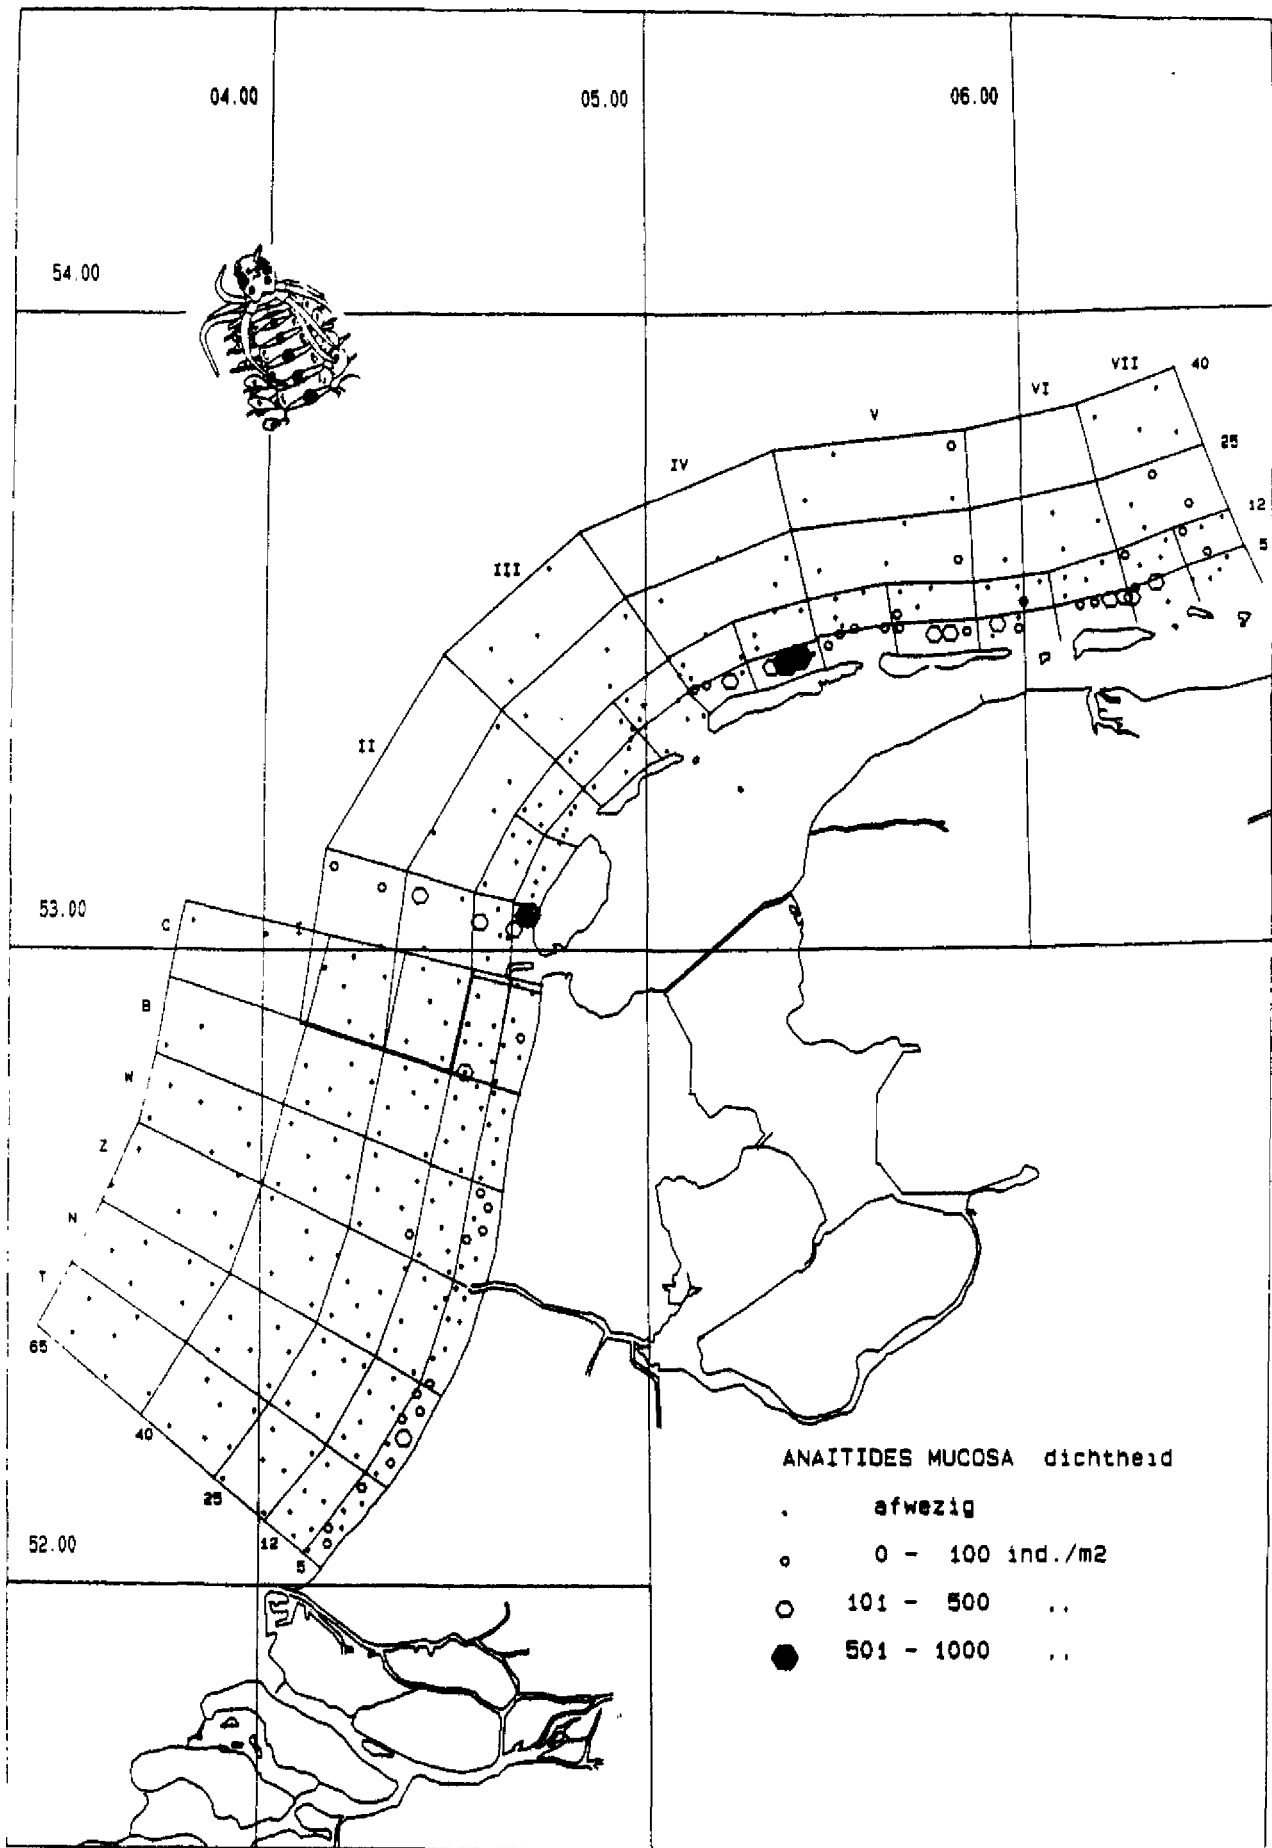 04.00
05.00
06.00
54.00
VII
40
VI
V
25
IV
12
5
III
II
53.00
C
I
B
W
Z
N
T
65
40
25
12
5
52.00
ANAITIDES MUCOSA dichtheid
. afwezig
0 - 100 ind./m2
101 - 500 ,,
501 - 1000 ,,